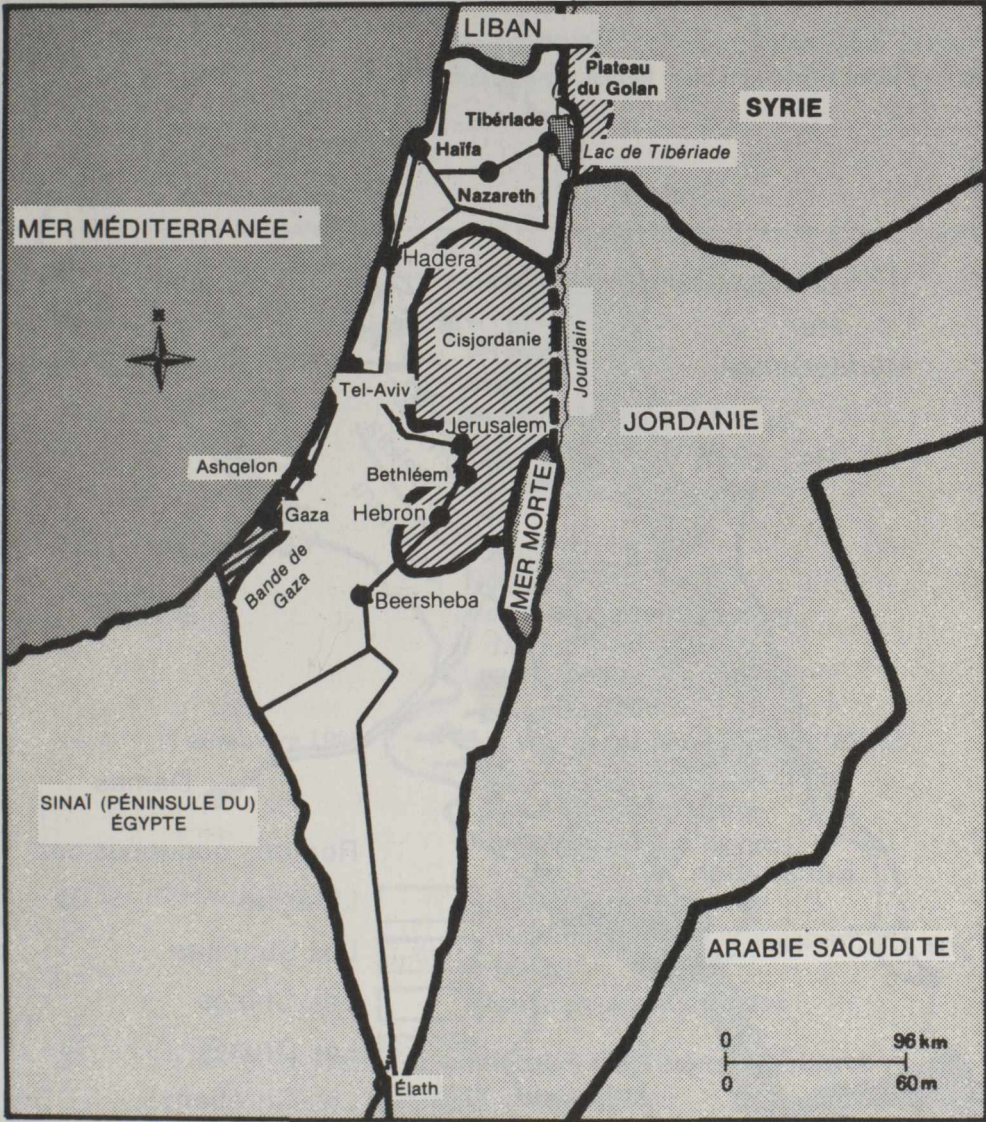 LIBAN
Plateau
du Golan
SYRIE
Tibériade
Haïfa
Lac de Tibériade
Nazareth
MER MÉDITERRANÉE
Hadera
Cisjordanie
Jourdain
Tel-Aviv
JORDANIE
Jerusalem
Ashqelon
Bethléem
Gaza
Hebron
MER MORTE
Bande de
Gaza
Beersheba
SINAÏ (PÉNINSULE DU)
ÉGYPTE
ARABIE SAOUDITE
0 96 km
0 60 m
Élath